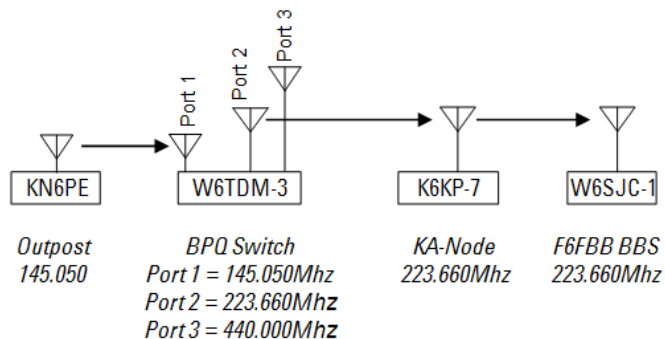 Port 1
Port 2
Port 3
KN6PE
W6TDM-3
K6KP-7
W6SJC-1
Outpost
145.050
BPQ Switch
Port 1 = 145.050Mhz
Port 2 = 223.660Mhz
Port 3 = 440.000Mhz
KA-Node
223.660Mhz
F6FBB BBS
223.660Mhz